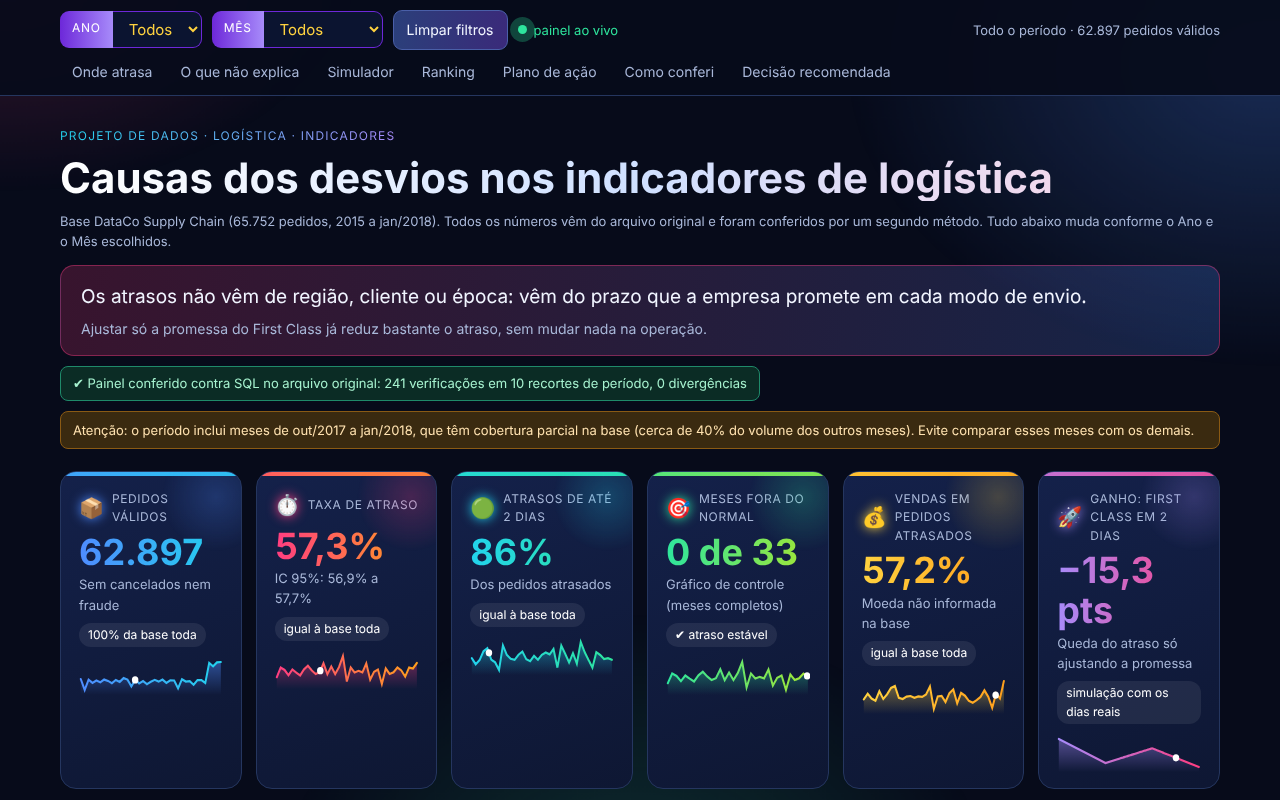 ANO Todos MÊS Todos Limpar filtros painel ao vivo Todo o período · 62.897 pedidos válidos
Onde atrasa O que não explica Simulador Ranking Plano de ação Como conferi Decisão recomendada
PROJETO DE DADOS · LOGÍSTICA · INDICADORES
Causas dos desvios nos indicadores de logística
Base DataCo Supply Chain (65.752 pedidos, 2015 a jan/2018). Todos os números vêm do arquivo original e foram conferidos por um segundo método. Tudo abaixo muda conforme o Ano e
o Mês escolhidos.
Os atrasos não vêm de região, cliente ou época: vêm do prazo que a empresa promete em cada modo de envio.
Ajustar só a promessa do First Class já reduz bastante o atraso, sem mudar nada na operação.
✔ Painel conferido contra SQL no arquivo original: 241 verificações em 10 recortes de período, 0 divergências
Atenção: o período inclui meses de out/2017 a jan/2018, que têm cobertura parcial na base (cerca de 40% do volume dos outros meses). Evite comparar esses meses com os demais.
PEDIDOS
VÁLIDOS
62.897
Sem cancelados nem
fraude
100% da base toda
TAXA DE ATRASO
57,3%
IC 95%: 56,9% a
57,7%
igual à base toda
ATRASOS DE ATÉ
2 DIAS
86%
Dos pedidos atrasados
igual à base toda
MESES FORA DO
NORMAL
0 de 33
Gráfico de controle
(meses completos)
✔ atraso estável
VENDAS EM
PEDIDOS
ATRASADOS
57,2%
Moeda não informada
na base
igual à base toda
GANHO: FIRST
CLASS EM 2
DIAS
−15,3
pts
Queda do atraso só
ajustando a promessa
simulação com os
dias reais